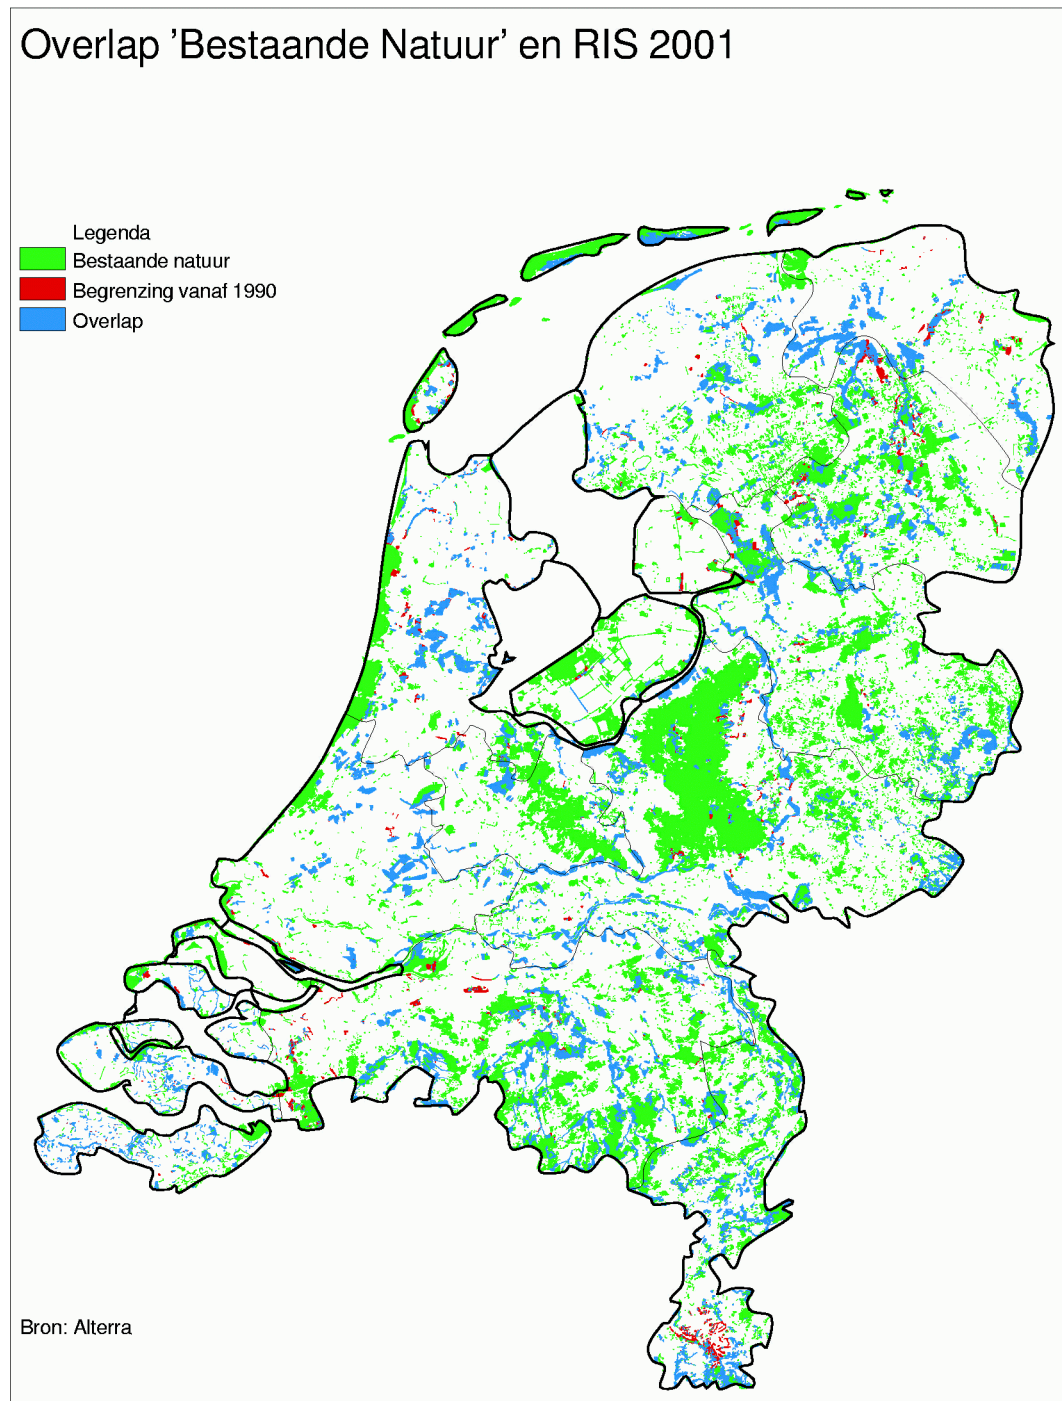 Overlap 'Bestaande Natuur' en RIS 2001
Legenda
Bestaande natuur
Begrenzing vanaf 1990
Overlap
Bron: Alterra